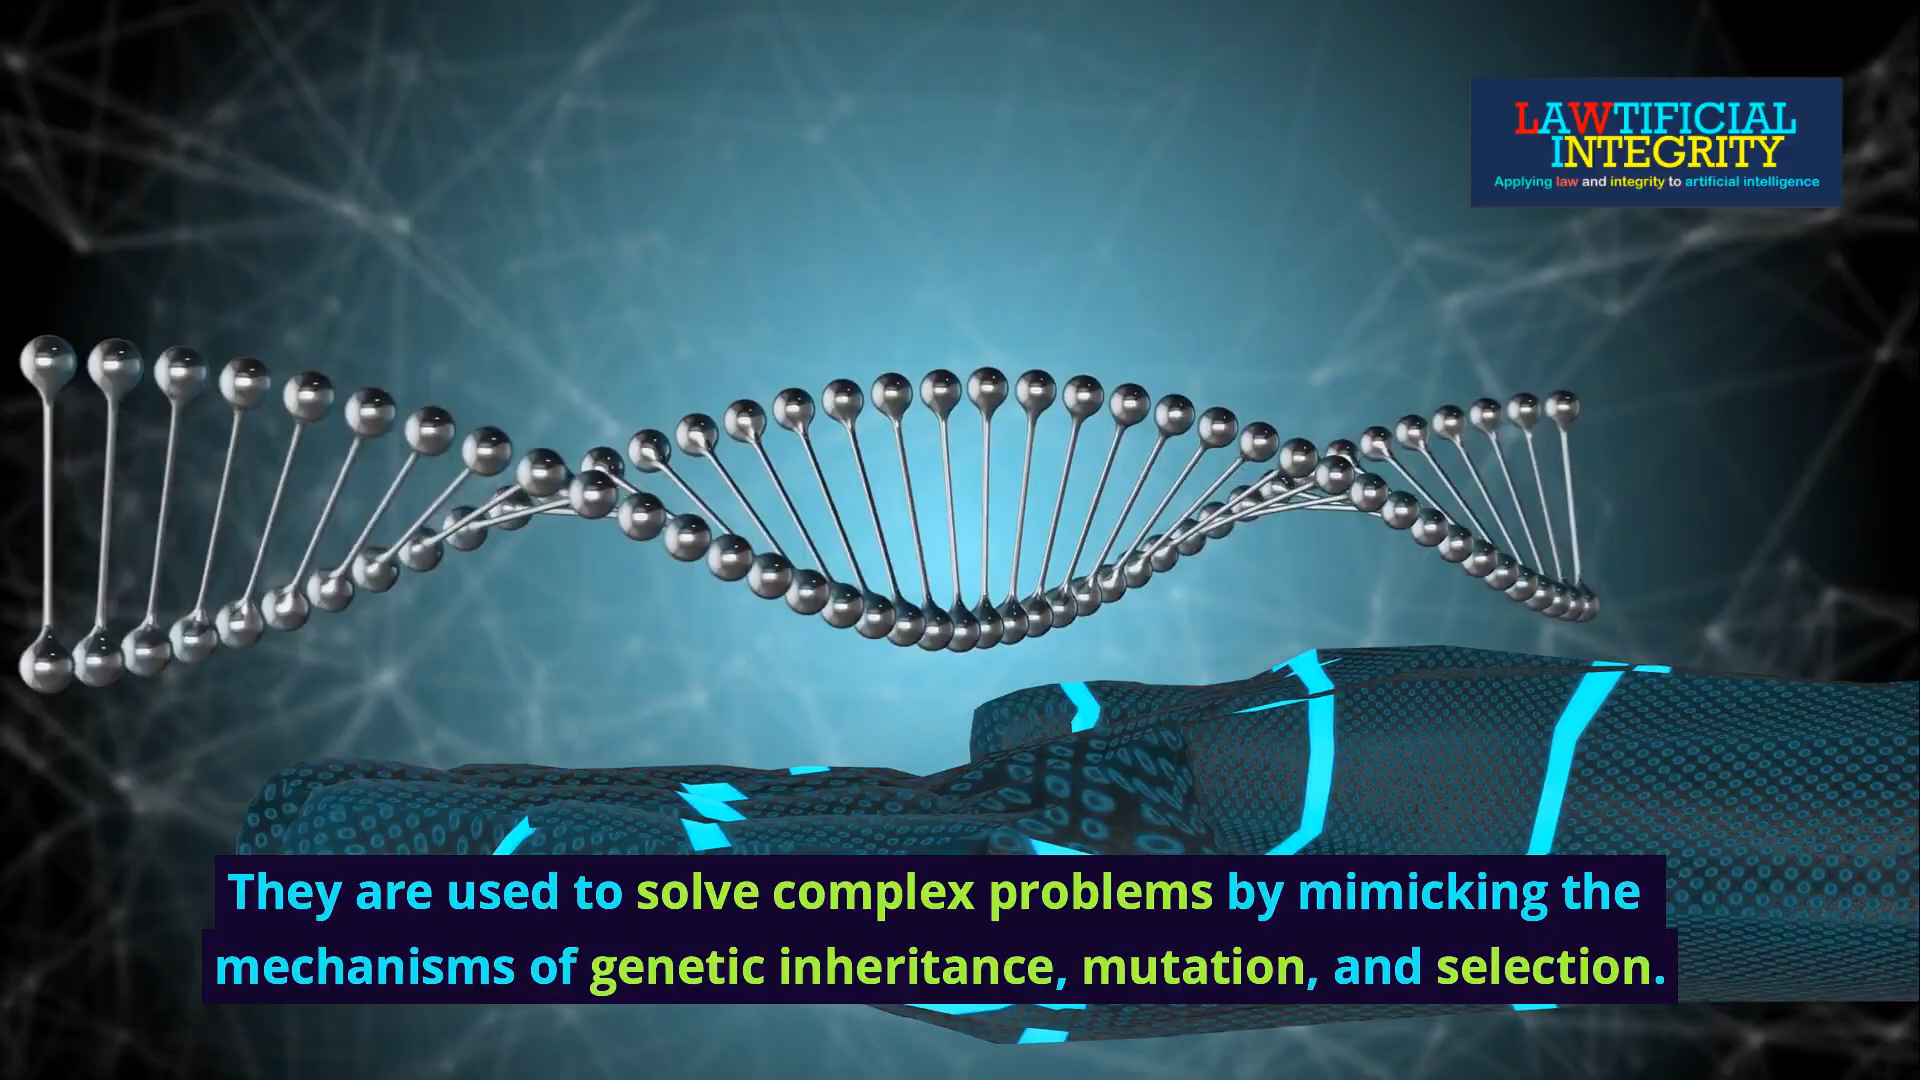 LAWTIFICIAL
INTEGRITY
Applying law and integrity to artificial intelligence
They are used to solve complex problems by mimicking the
mechanisms of genetic inheritance, mutation, and selection.